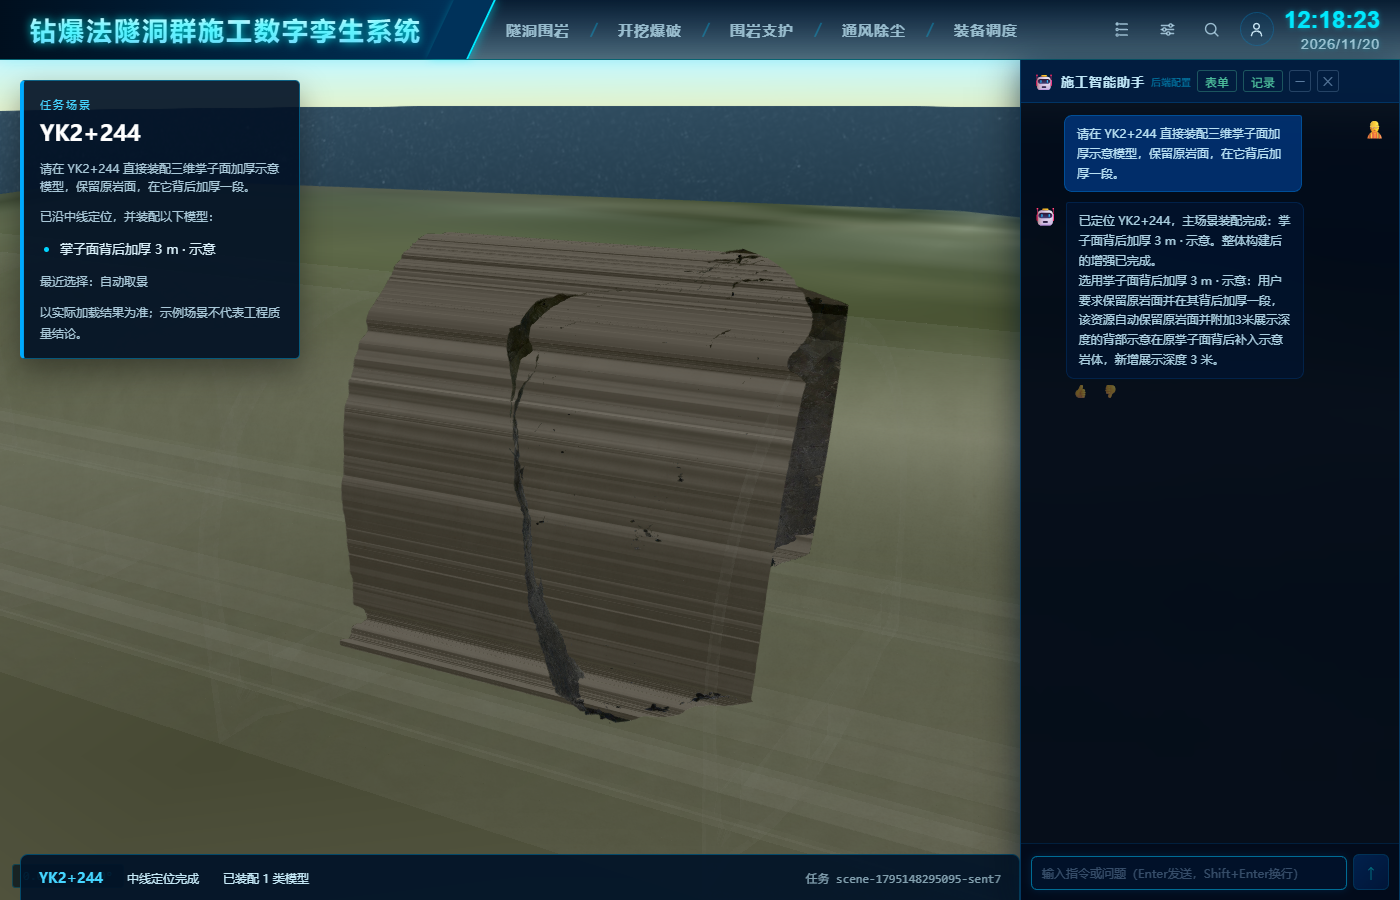 钻爆法隧洞群施工数字孪生系统
隧洞围岩 / 开挖爆破 / 围岩支护 / 通风除尘 / 装备调度
12:18:23
2026/11/20
任务场景
YK2+244
请在 YK2+244 直接装配三维掌子面加厚示意
模型，保留原岩面，在它背后加厚一段。
已沿中线定位，并装配以下模型：
掌子面背后加厚 3 m · 示意
最近选择：自动取景
以实际加载结果为准；示例场景不代表工程质
量结论。
施工智能助手 后端配置 表单 记录
请在 YK2+244 直接装配三维掌子面加
厚示意模型，保留原岩面，在它背后加
厚一段。
已定位 YK2+244，主场景装配完成：掌
子面背后加厚 3 m · 示意。整体构建后
的增强已完成。
选用掌子面背后加厚 3 m · 示意：用户
要求保留原岩面并在其背后加厚一段，
该资源自动保留原岩面并附加3米展示深
度的背部示意在原掌子面背后补入示意
岩体，新增展示深度 3 米。
输入指令或问题（Enter发送，Shift+Enter换行）
YK2+244 中线定位完成 已装配 1 类模型 任务 scene-1795148295095-sent7